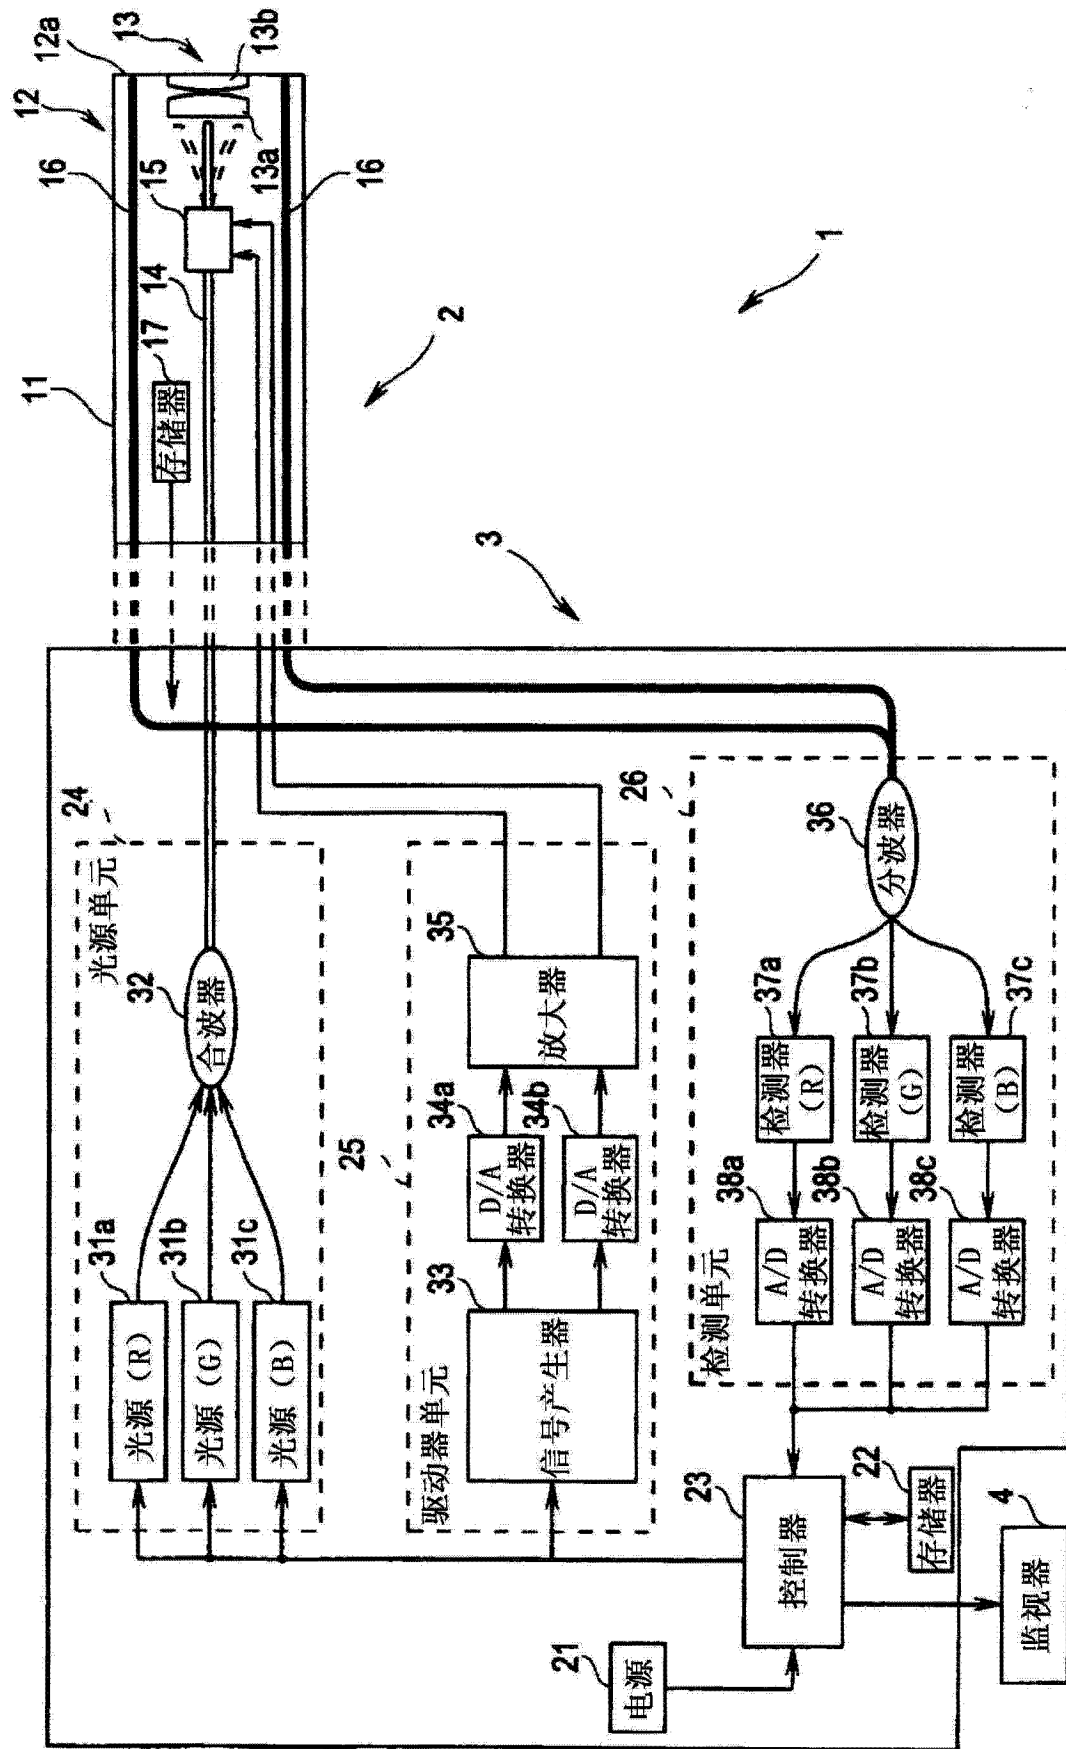 1
2
3
11
12
12a
13
13b
13a
16
15
14
17
存储器
16
24
光源单元
32
合波器
31a
光源（R）
31b
光源（G）
31c
光源（B）
25
驱动器单元
33
信号产生器
34a
D/A
转换器
34b
D/A
转换器
35
放大器
26
检测单元
36
分波器
37a
检测器
（R）
37b
检测器
（G）
37c
检测器
（B）
38a
A/D
转换器
38b
A/D
转换器
38c
A/D
转换器
21
电源
23
控制器
22
存储器
4
监视器